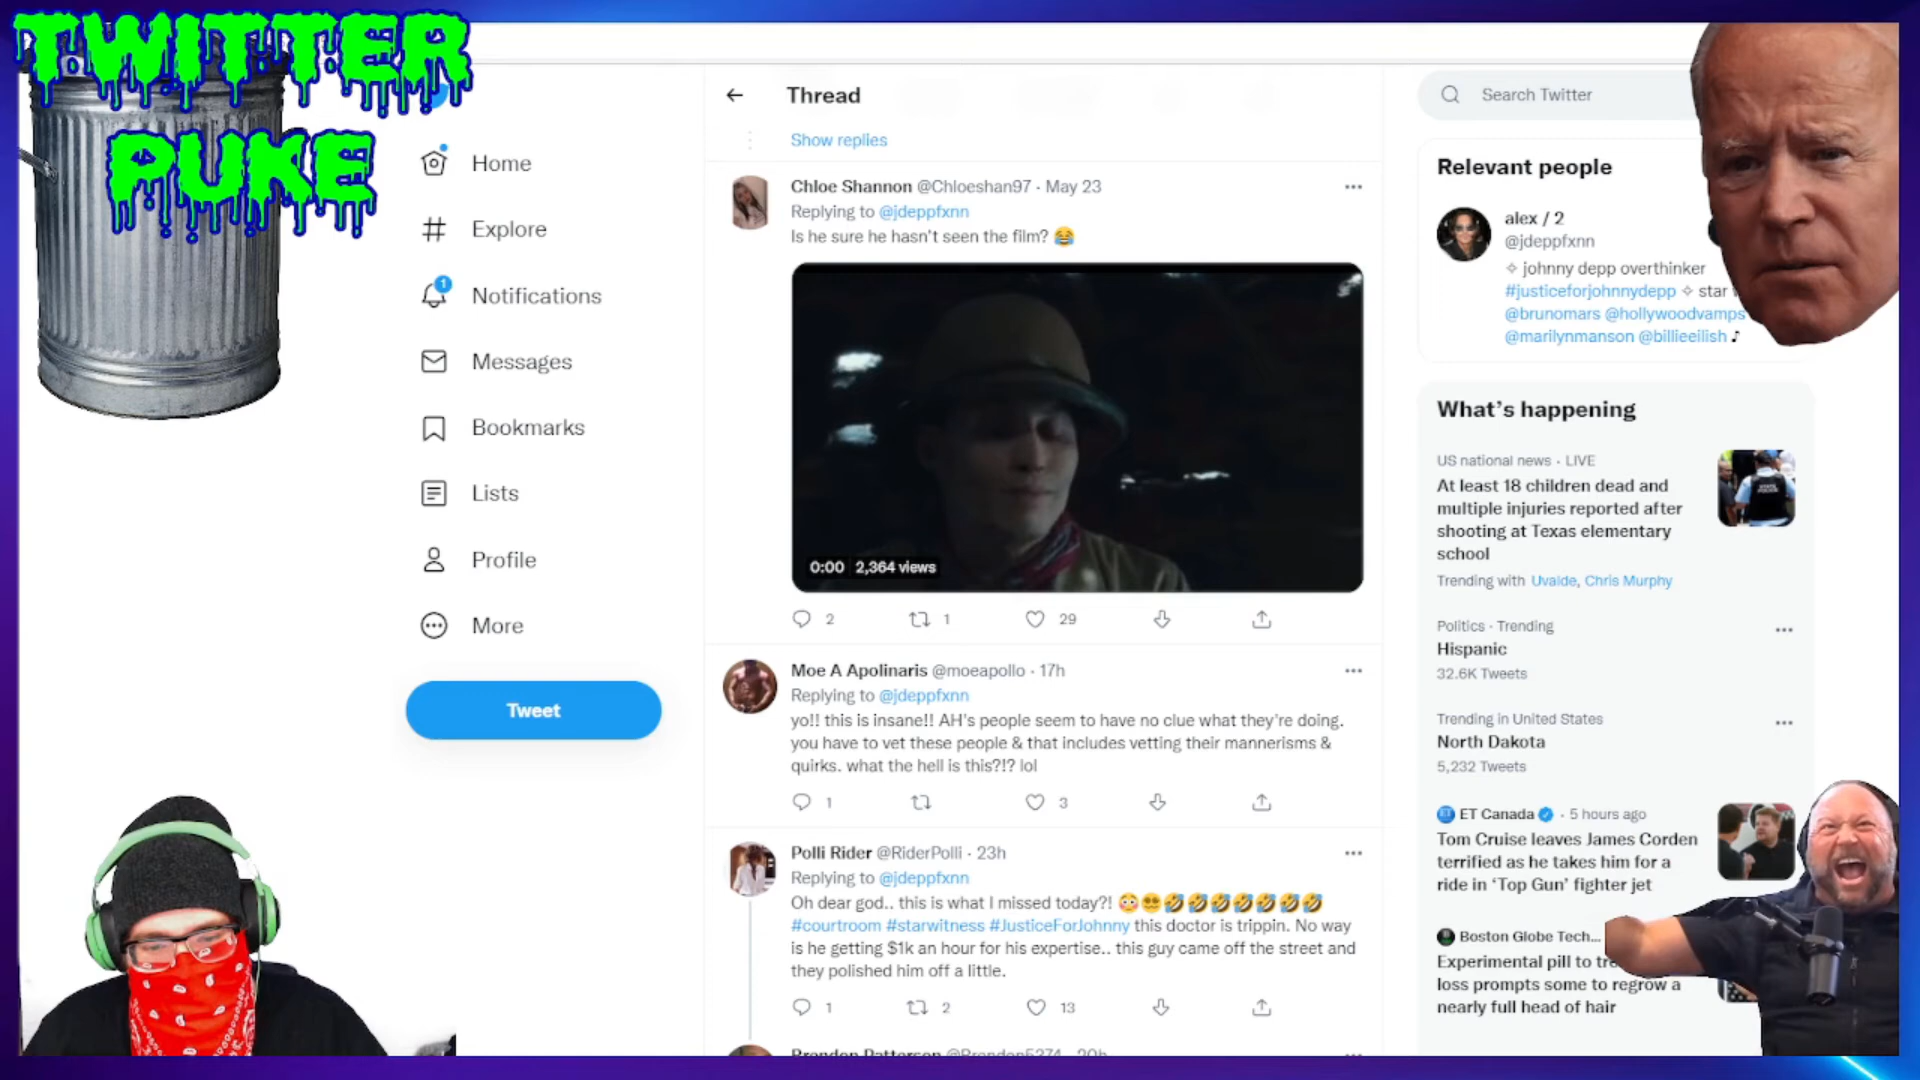 TWITTER
PUKE
Home
Explore
1
Notifications
Messages
Bookmarks
Lists
Profile
More
Tweet
Thread
Show replies
Chloe Shannon @Chloeshan97 · May 23
Replying to @jdeppfxnn
Is he sure he hasn't seen the film? 😂
0:00 2,364 views
2 1 29
Moe A Apolinaris @moeapollo · 17h
Replying to @jdeppfxnn
yo!! this is insane!! AH's people seem to have no clue what they're doing.
you have to vet these people & that includes vetting their mannerisms &
quirks. what the hell is this?!? lol
1 3
Polli Rider @RiderPolli · 23h
Replying to @jdeppfxnn
Oh dear god.. this is what I missed today?! 😳😵‍💫🤣🤣🤣🤣🤣🤣🤣
#courtroom #starwitness #JusticeForJohnny this doctor is trippin. No way
is he getting $1k an hour for his expertise.. this guy came off the street and
they polished him off a little.
1 2 13
Brendon Patterson
Search Twitter
Relevant people
alex / 2
@jdeppfxnn
✧ johnny depp overthinker
#justiceforjohnnydepp ✧ star
@brunomars @hollywoodvamps
@marilynmanson @billieeilish ♪
What's happening
US national news · LIVE
At least 18 children dead and
multiple injuries reported after
shooting at Texas elementary
school
Trending with Uvalde, Chris Murphy
Politics · Trending
Hispanic
32.6K Tweets
Trending in United States
North Dakota
5,232 Tweets
ET Canada · 5 hours ago
Tom Cruise leaves James Corden
terrified as he takes him for a
ride in 'Top Gun' fighter jet
Boston Globe Tech...
Experimental pill to
loss prompts some to regrow a
nearly full head of hair